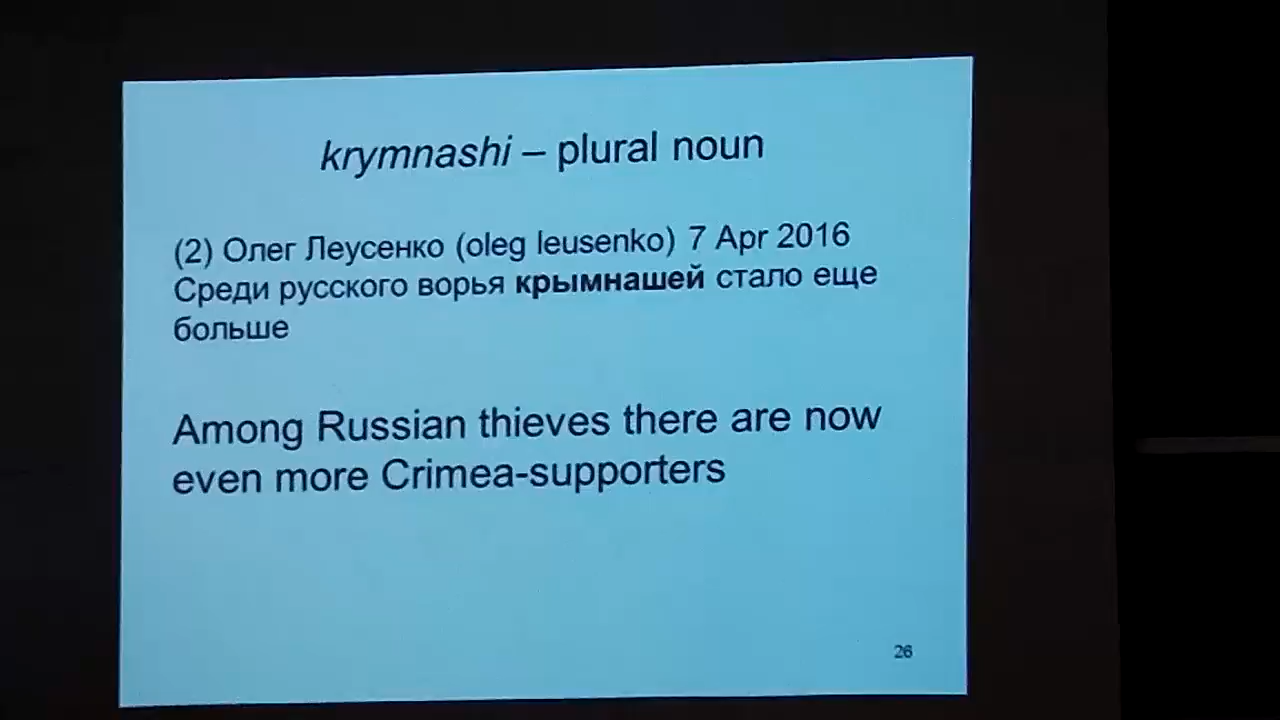 krymnashi – plural noun
(2) Олег Леусенко (oleg leusenko) 7 Apr 2016
Среди русского ворья крымнашей стало еще
больше
Among Russian thieves there are now
even more Crimea-supporters
26